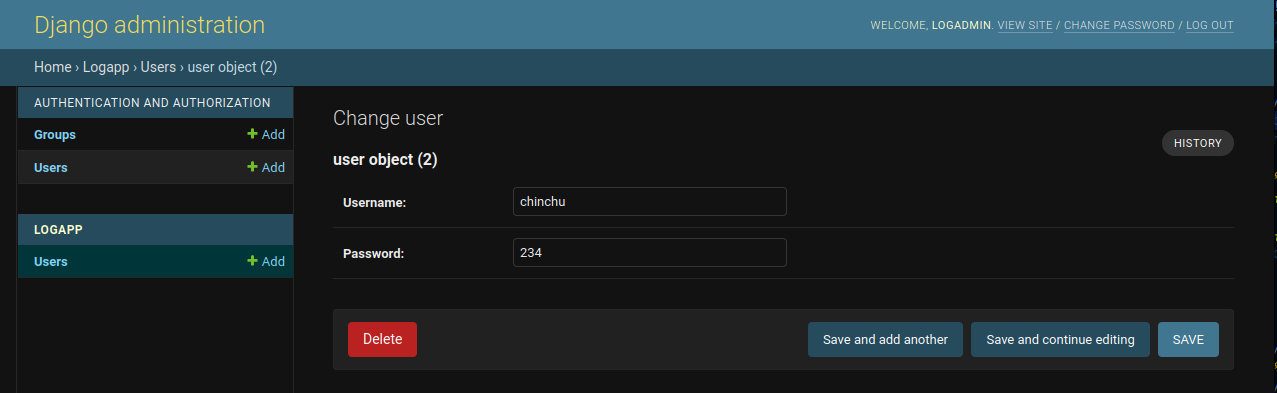 Django administration
WELCOME, LOGADMIN. VIEW SITE / CHANGE PASSWORD / LOG OUT
Home › Logapp › Users › user object (2)
AUTHENTICATION AND AUTHORIZATION
Groups + Add
Users + Add
LOGAPP
Users + Add
Change user
HISTORY
user object (2)
Username: chinchu
Password: 234
Delete Save and add another Save and continue editing SAVE